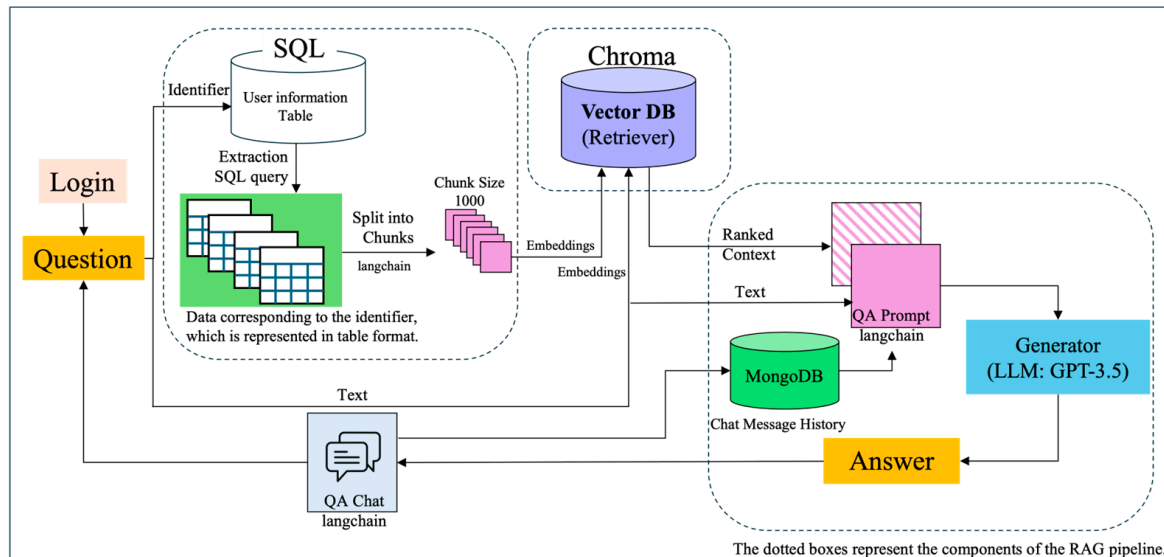 SQL
Identifier
User information
Table
Extraction
SQL query
Login
Question
Split into
Chunks
langchain
Chunk Size
1000
Data corresponding to the identifier,
which is represented in table format.
Embeddings
Embeddings
Chroma
Vector DB
(Retriever)
Ranked
Context
Text
QA Prompt
langchain
Generator
(LLM: GPT-3.5)
MongoDB
Chat Message History
Text
QA Chat
langchain
Answer
The dotted boxes represent the components of the RAG pipeline.